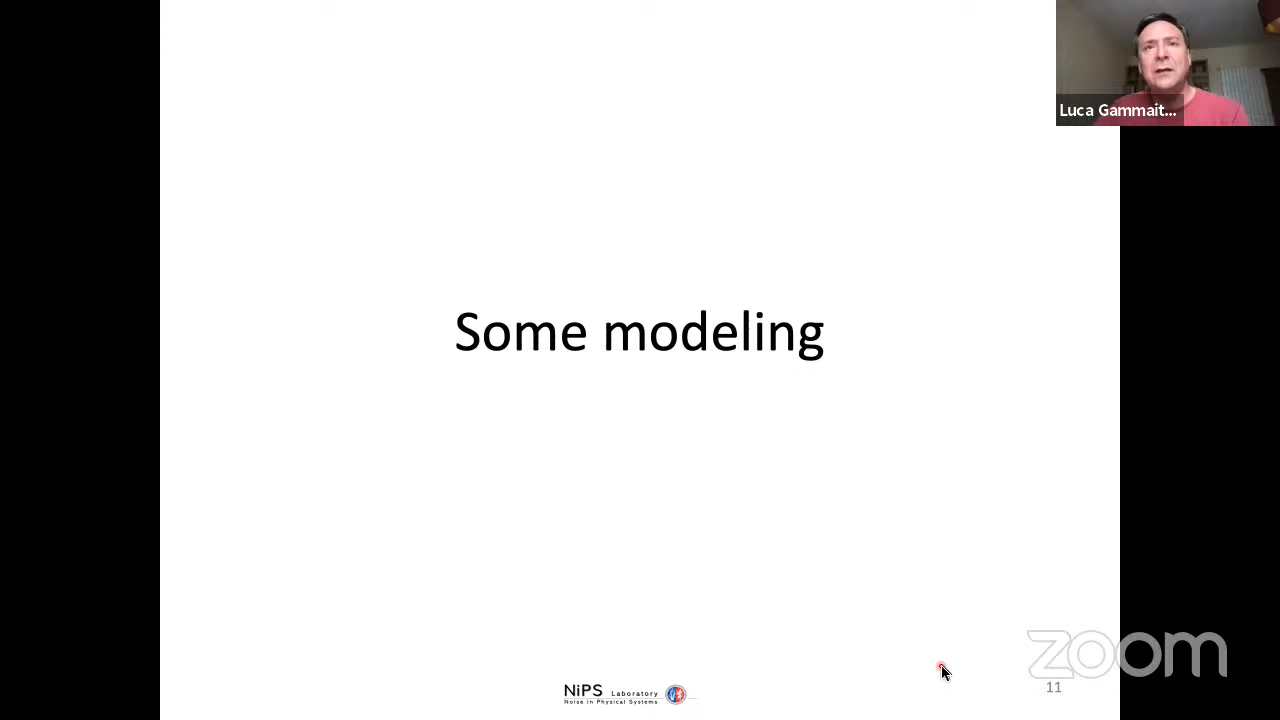 Luca Gammait...
Some modeling
zoom
11
NiPS Laboratory
Noise in Physical Systems